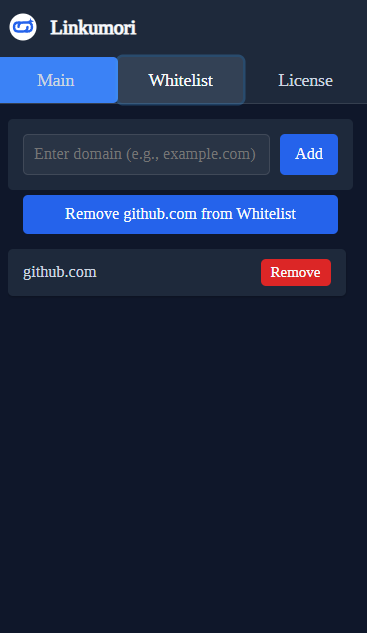 Linkumori
Main Whitelist License
Enter domain (e.g., example.com) Add
Remove github.com from Whitelist
github.com Remove